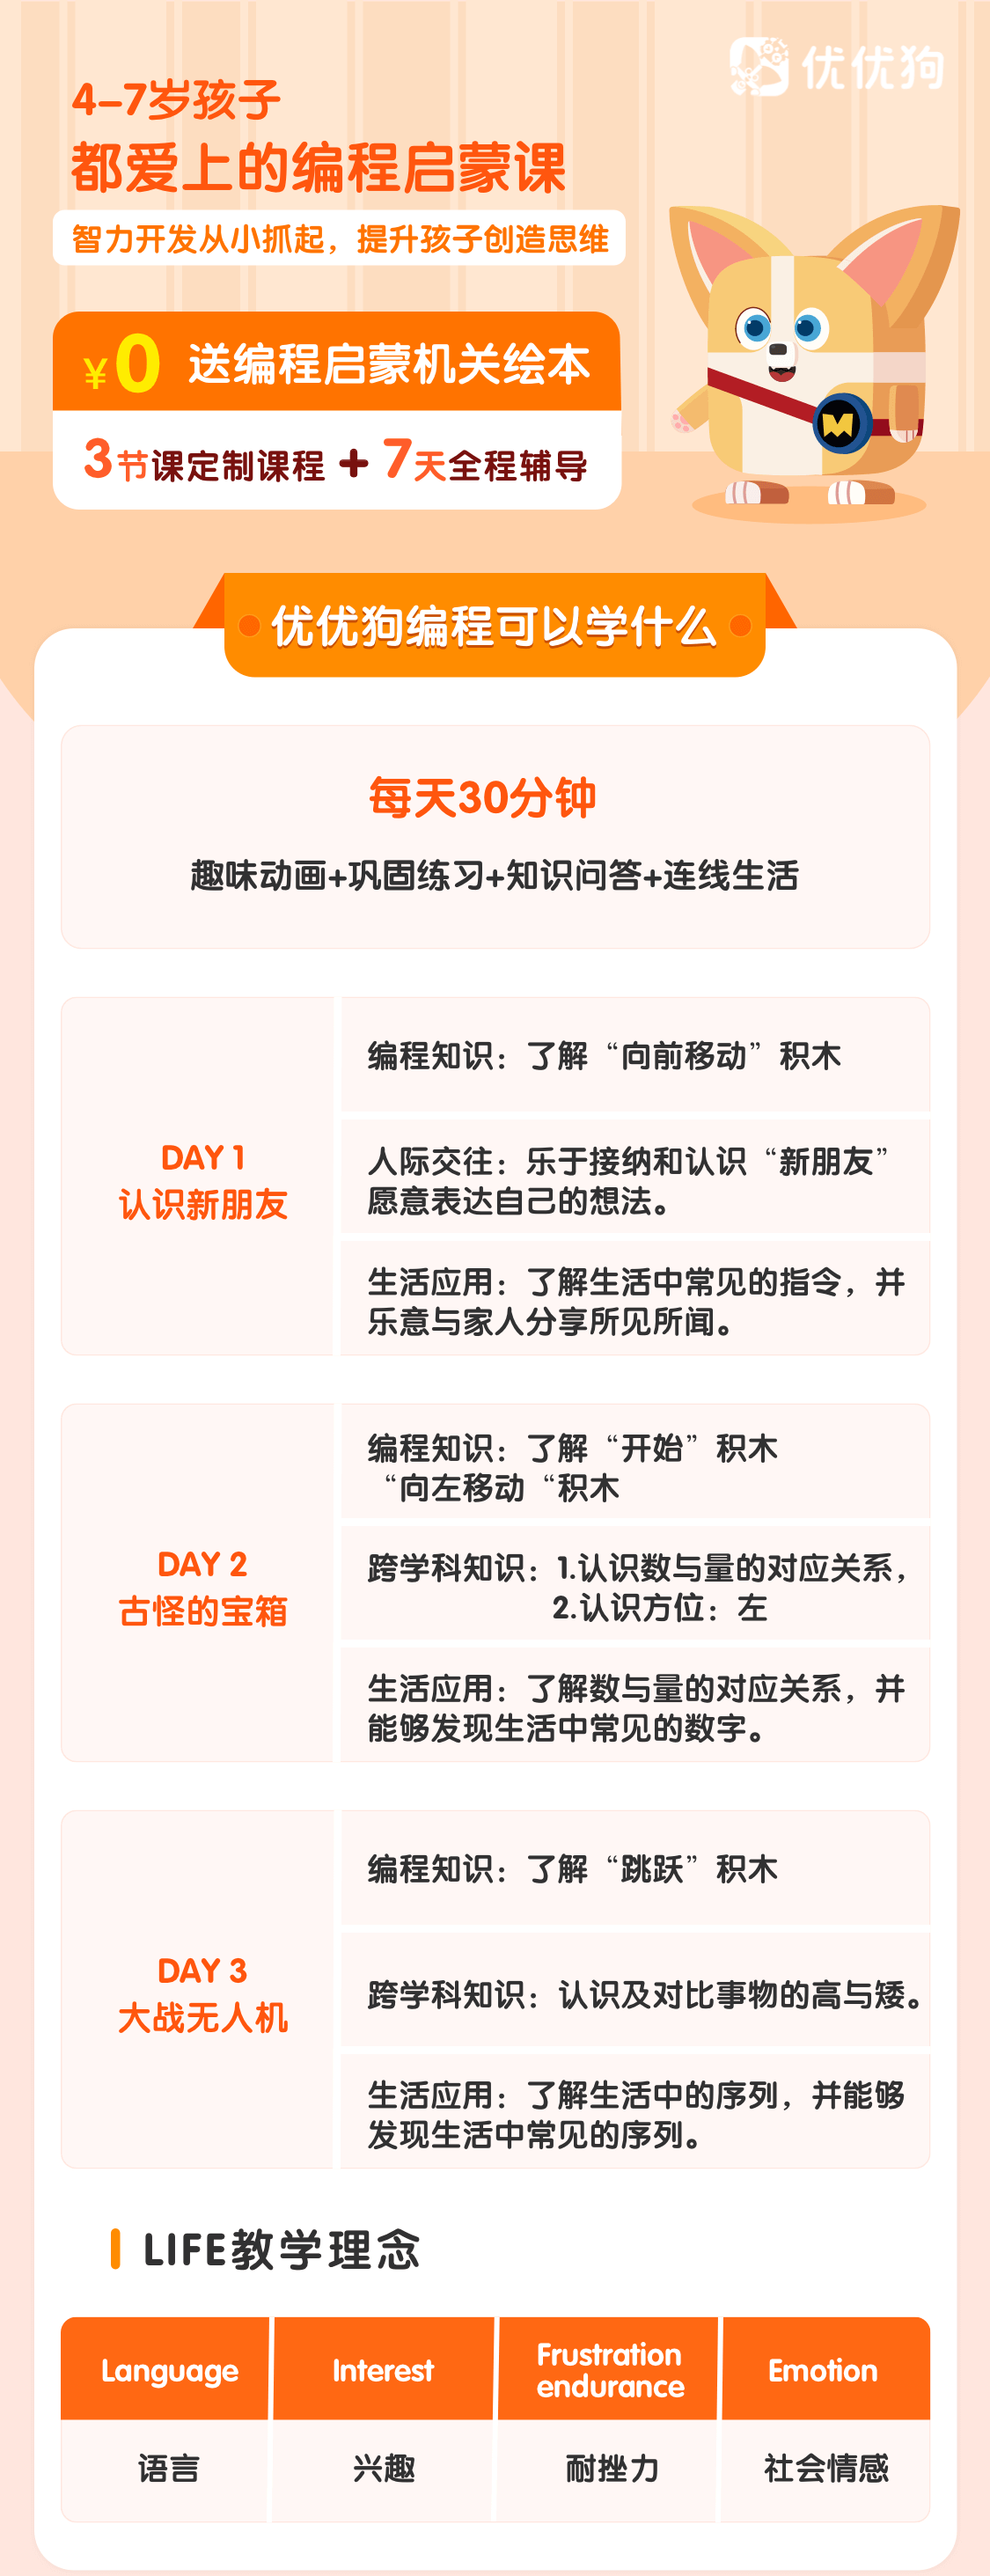 优优狗
4-7岁孩子
都爱上的编程启蒙课
智力开发从小抓起，提升孩子创造思维
¥0 送编程启蒙机关绘本
3节课定制课程 + 7天全程辅导
M
优优狗编程可以学什么
每天30分钟
趣味动画+巩固练习+知识问答+连线生活
DAY 1
认识新朋友
编程知识：了解“向前移动”积木
人际交往：乐于接纳和认识“新朋友”
愿意表达自己的想法。
生活应用：了解生活中常见的指令，并
乐意与家人分享所见所闻。
DAY 2
古怪的宝箱
编程知识：了解“开始”积木
“向左移动“积木
跨学科知识：1.认识数与量的对应关系，
2.认识方位：左
生活应用：了解数与量的对应关系，并
能够发现生活中常见的数字。
DAY 3
大战无人机
编程知识：了解“跳跃”积木
跨学科知识：认识及对比事物的高与矮。
生活应用：了解生活中的序列，并能够
发现生活中常见的序列。
LIFE教学理念
Language
Interest
Frustration
endurance
Emotion
语言
兴趣
耐挫力
社会情感